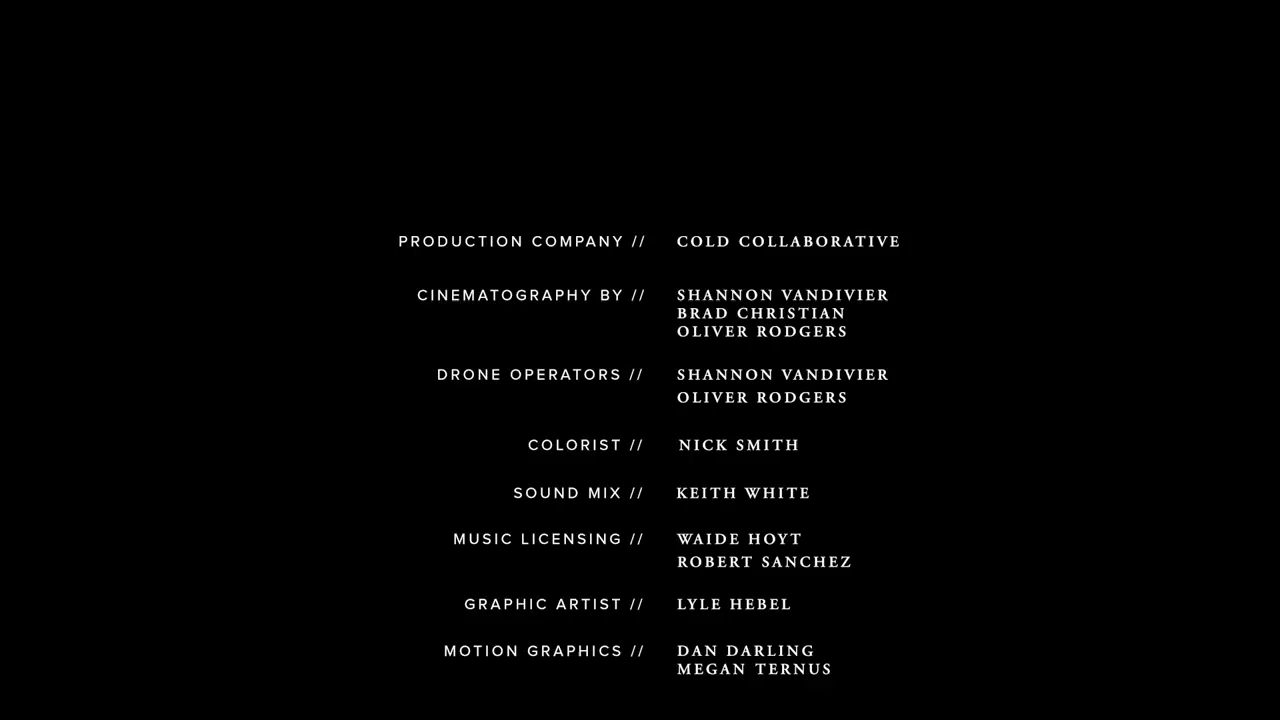 PRODUCTION COMPANY // COLD COLLABORATIVE
CINEMATOGRAPHY BY // SHANNON VANDIVIER
BRAD CHRISTIAN
OLIVER RODGERS
DRONE OPERATORS // SHANNON VANDIVIER
OLIVER RODGERS
COLORIST // NICK SMITH
SOUND MIX // KEITH WHITE
MUSIC LICENSING // WAIDE HOYT
ROBERT SANCHEZ
GRAPHIC ARTIST // LYLE HEBEL
MOTION GRAPHICS // DAN DARLING
MEGAN TERNUS